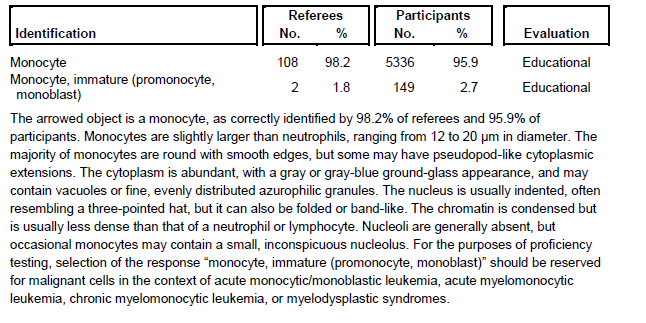 Referees Participants
Identification No. % No. % Evaluation
Monocyte 108 98.2 5336 95.9 Educational
Monocyte, immature (promonocyte, monoblast) 2 1.8 149 2.7 Educational
The arrowed object is a monocyte, as correctly identified by 98.2% of referees and 95.9% of
participants. Monocytes are slightly larger than neutrophils, ranging from 12 to 20 µm in diameter. The
majority of monocytes are round with smooth edges, but some may have pseudopod-like cytoplasmic
extensions. The cytoplasm is abundant, with a gray or gray-blue ground-glass appearance, and may
contain vacuoles or fine, evenly distributed azurophilic granules. The nucleus is usually indented, often
resembling a three-pointed hat, but it can also be folded or band-like. The chromatin is condensed but
is usually less dense than that of a neutrophil or lymphocyte. Nucleoli are generally absent, but
occasional monocytes may contain a small, inconspicuous nucleolus. For the purposes of proficiency
testing, selection of the response “monocyte, immature (promonocyte, monoblast)” should be reserved
for malignant cells in the context of acute monocytic/monoblastic leukemia, acute myelomonocytic
leukemia, chronic myelomonocytic leukemia, or myelodysplastic syndromes.